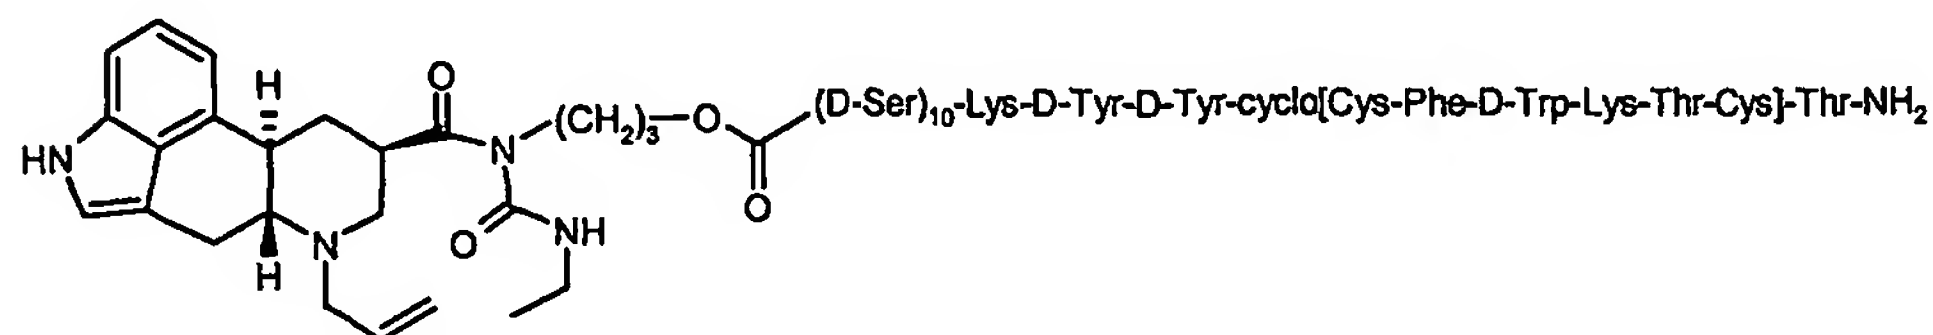 O
H
(CH2)3 O (D-Ser)10-Lys-D-Tyr-D-Tyr-cyclo[Cys-Phe-D-Trp-Lys-Thr-Cys]-Thr-NH2
HN
N
O
O NH
N
H